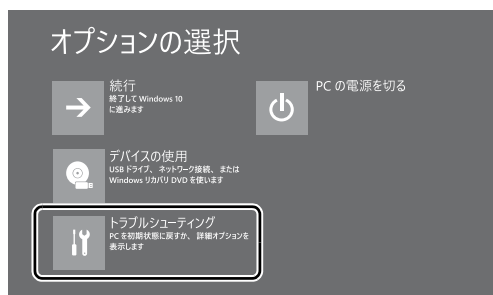 オプションの選択
続行
終了して Windows 10
に進みます
PC の電源を切る
デバイスの使用
USB ドライブ、ネットワーク接続、または
Windows リカバリ DVD を使います
トラブルシューティング
PC を初期状態に戻すか、詳細オプションを
表示します